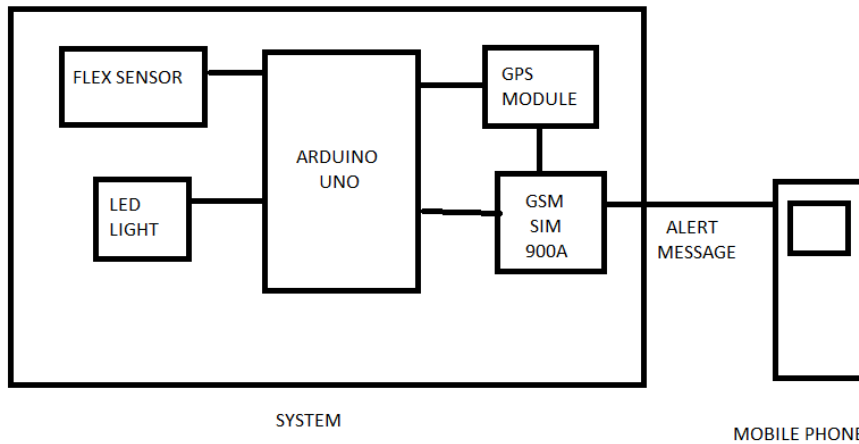 FLEX SENSOR
GPS
MODULE
ARDUINO
UNO
LED
LIGHT
GSM
SIM
900A
ALERT
MESSAGE
SYSTEM
MOBILE PHONE